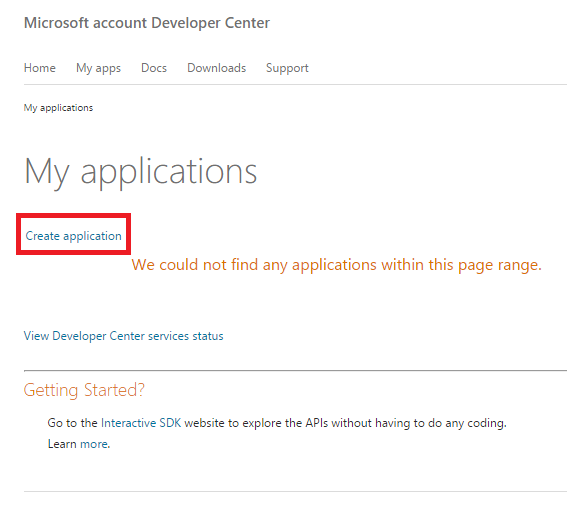 Microsoft account Developer Center
Home My apps Docs Downloads Support
My applications
My applications
Create application
We could not find any applications within this page range.
View Developer Center services status
Getting Started?
Go to the Interactive SDK website to explore the APIs without having to do any coding.
Learn more.